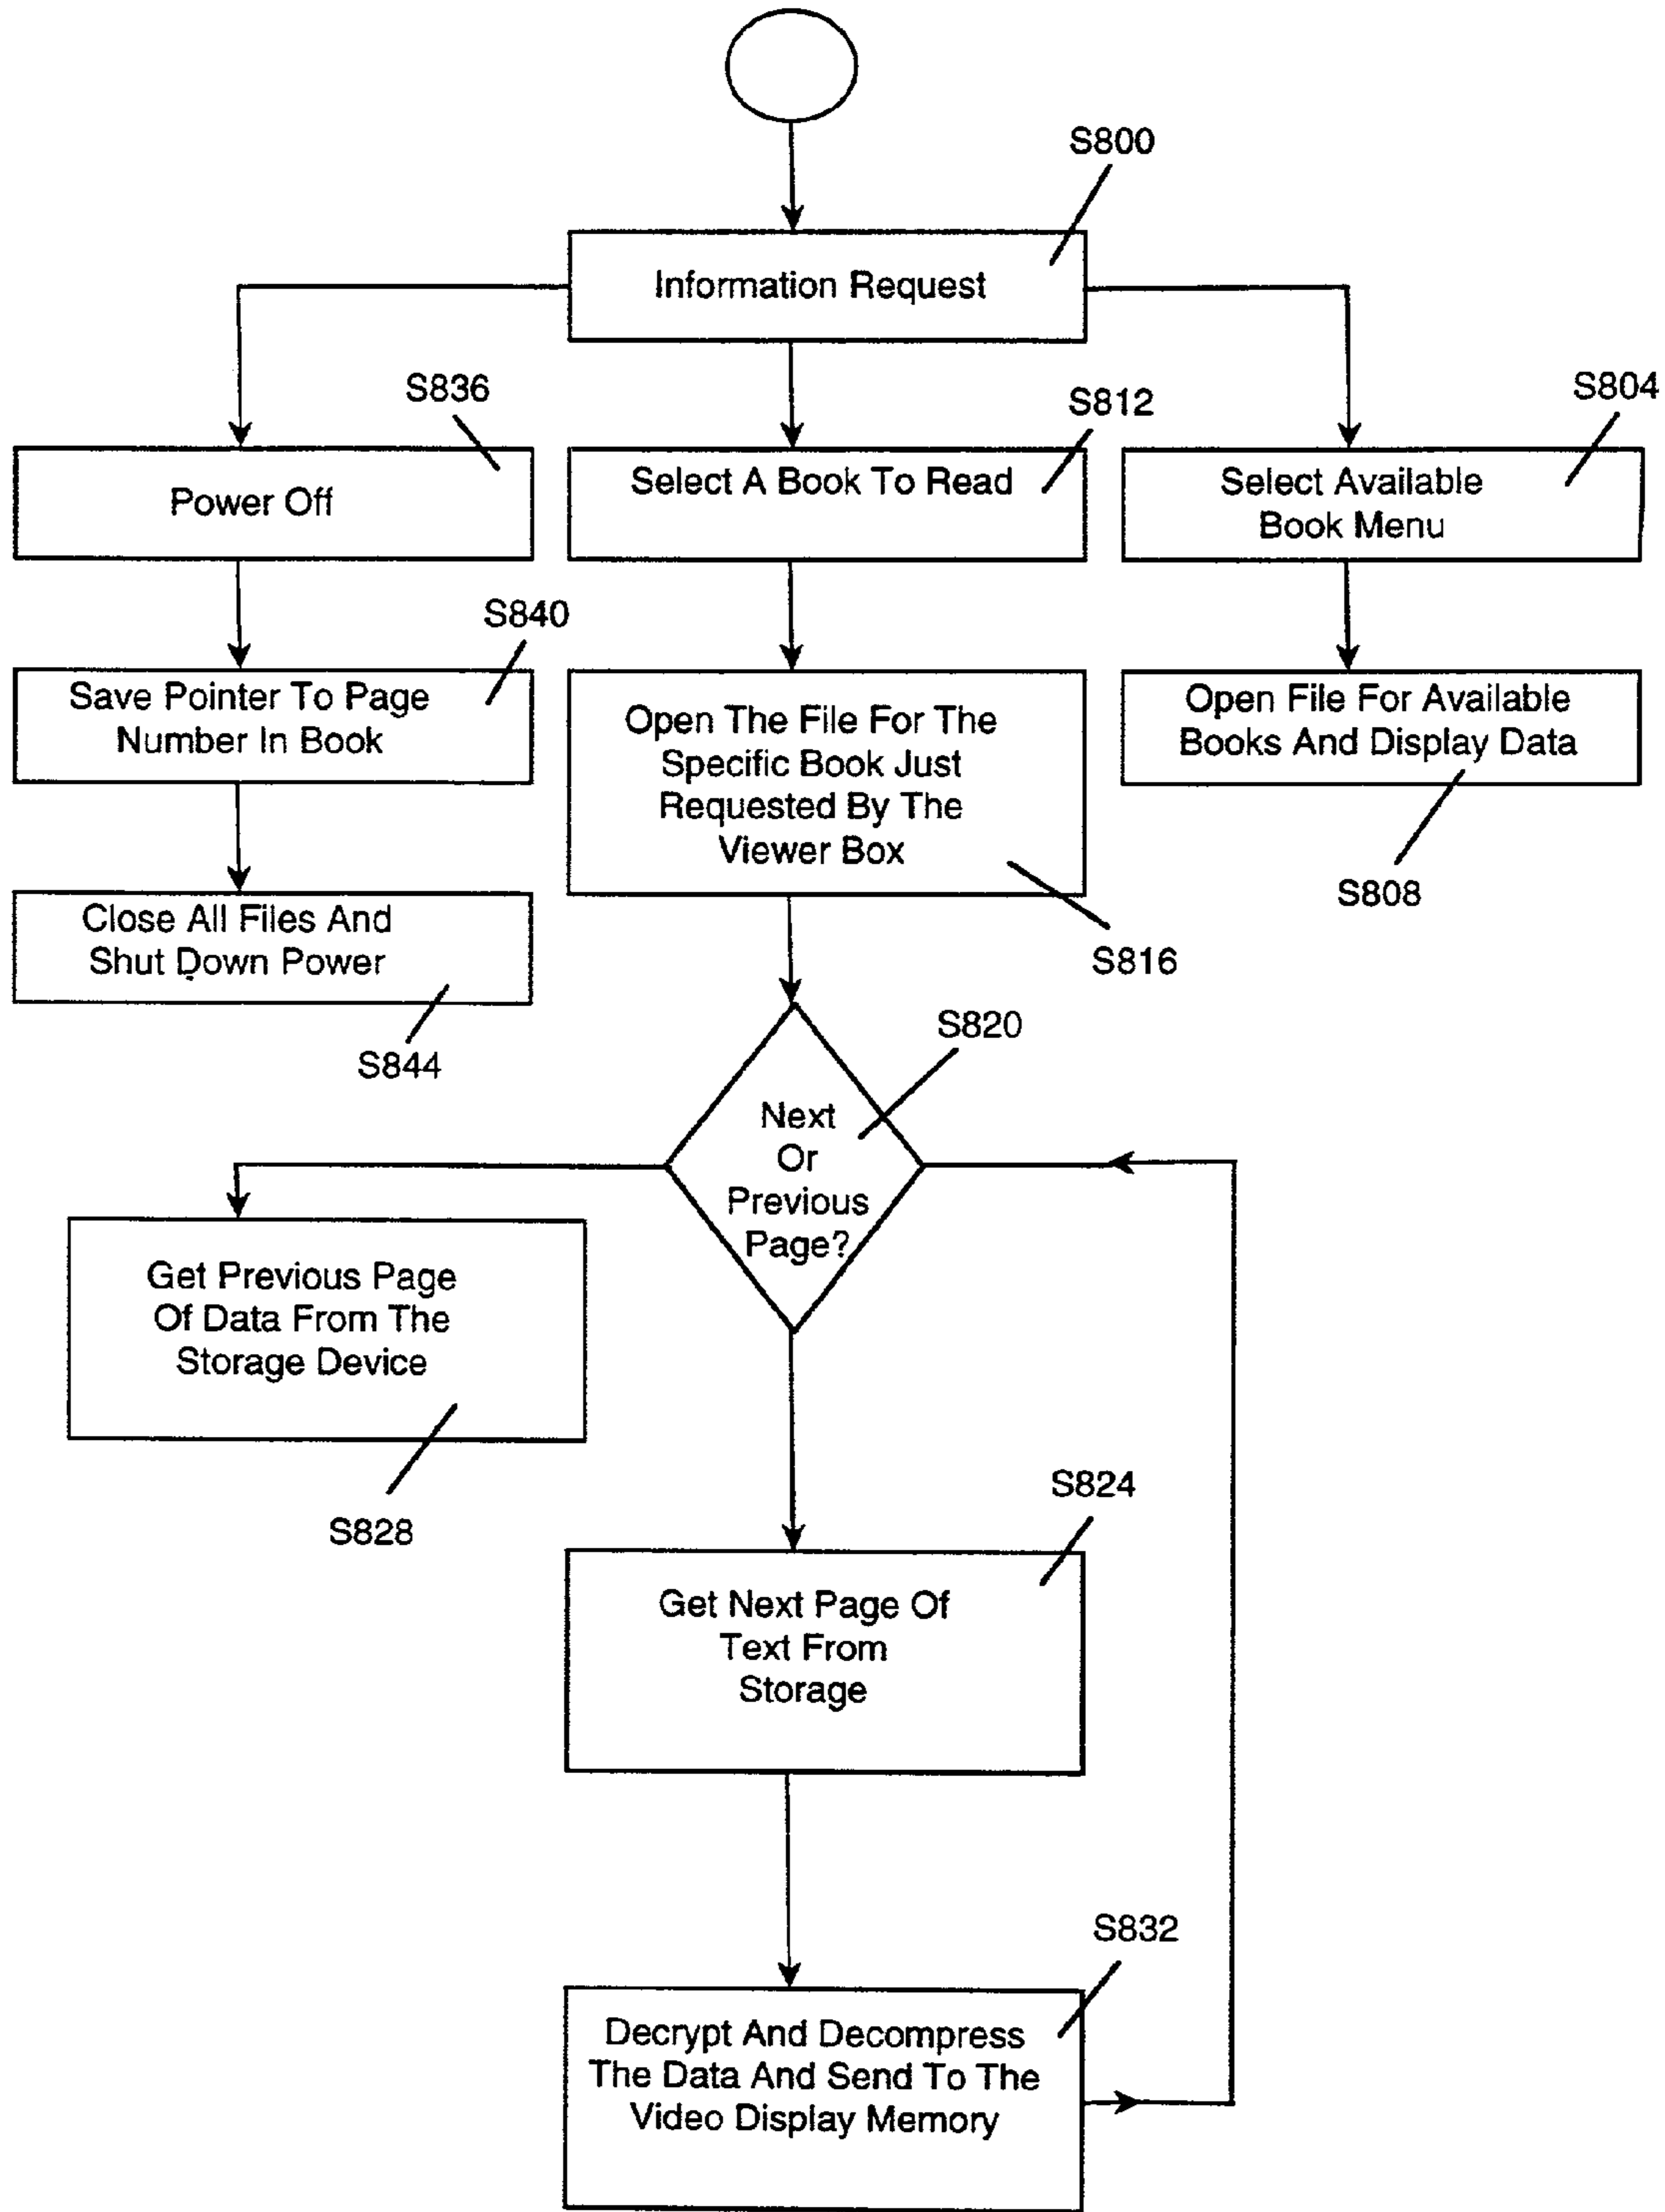 S800
Information Request
S836
Power Off
S812
Select A Book To Read
S804
Select Available
Book Menu
S840
Save Pointer To Page
Number In Book
Open The File For The
Specific Book Just
Requested By The
Viewer Box
S816
Open File For Available
Books And Display Data
S808
Close All Files And
Shut Down Power
S844
S820
Next
Or
Previous
Page?
Get Previous Page
Of Data From The
Storage Device
S828
S824
Get Next Page Of
Text From
Storage
S832
Decrypt And Decompress
The Data And Send To The
Video Display Memory